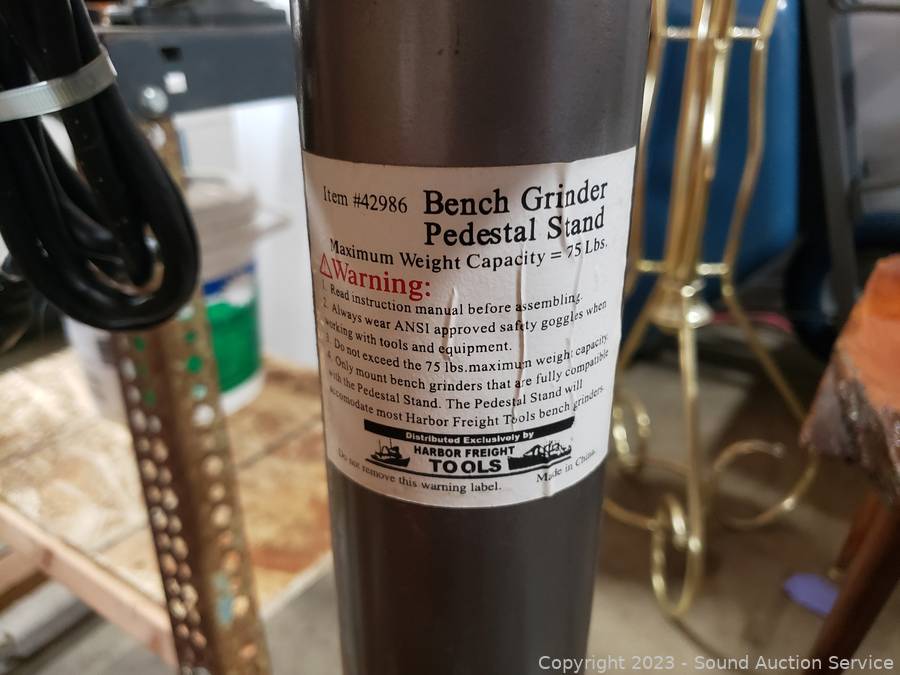 Item #42986 Bench Grinder
Pedestal Stand
Maximum Weight Capacity = 75 Lbs.
Warning:
1. Read instruction manual before assembling.
2. Always wear ANSI approved safety goggles when
working with tools and equipment.
3. Do not exceed the 75 lbs.maximum weight capacity.
4. Only mount bench grinders that are fully compatible
with the Pedestal Stand. The Pedestal Stand will
accomodate most Harbor Freight Tools bench grinders.
Distributed Exclusively by
HARBOR FREIGHT
TOOLS
Do not remove this warning label. Made in China.
Copyright 2023 - Sound Auction Service